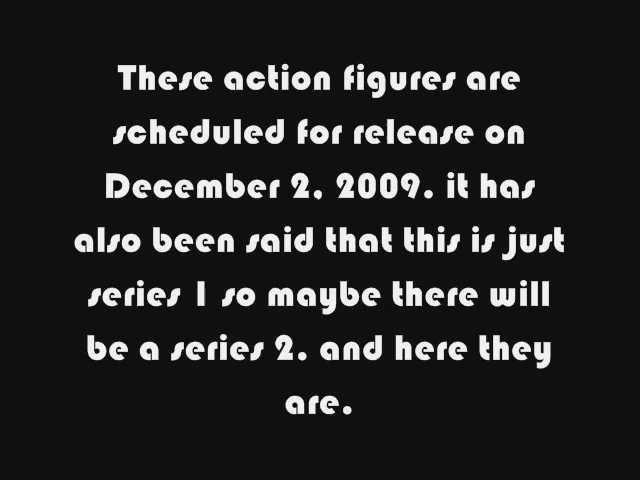 These action figures are
scheduled for release on
December 2, 2009. it has
also been said that this is just
series 1 so maybe there will
be a series 2. and here they
are.